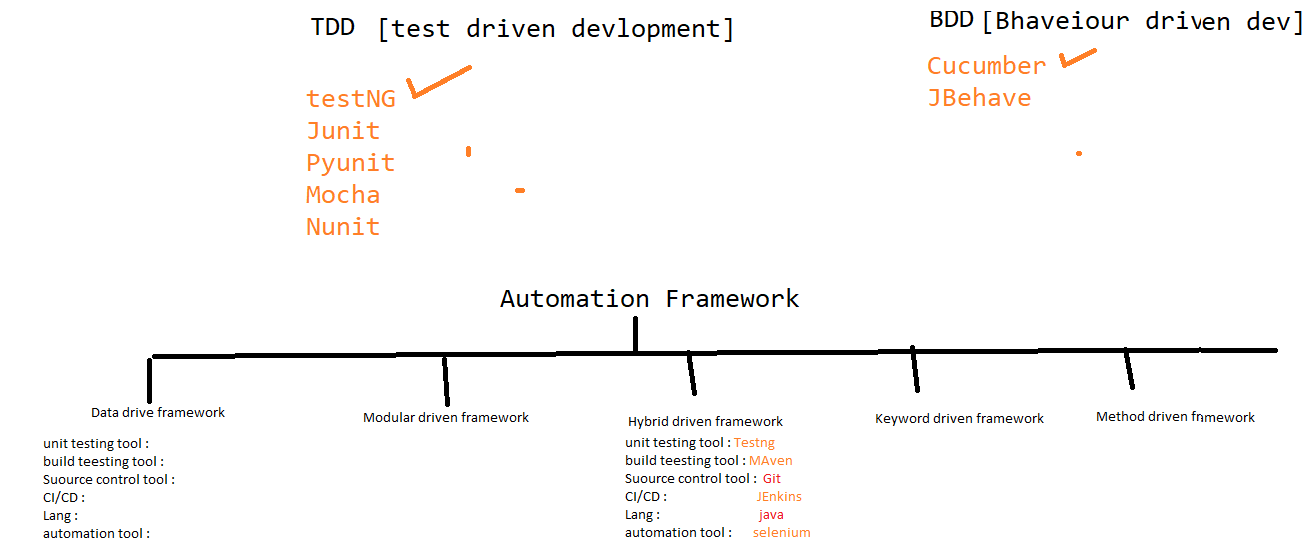 TDD [test driven devlopment]
testNG
Junit
Pyunit
Mocha
Nunit
BDD [Bhaveiour driven dev]
Cucumber
JBehave
Automation Framework
Data drive framework
unit testing tool :
build teesting tool :
Suource control tool :
CI/CD :
Lang :
automation tool :
Modular driven framework
Hybrid driven framework
unit testing tool : Testng
build teesting tool : MAven
Suource control tool : Git
CI/CD : JEnkins
Lang : java
automation tool : selenium
Keyword driven framework
Method driven framework